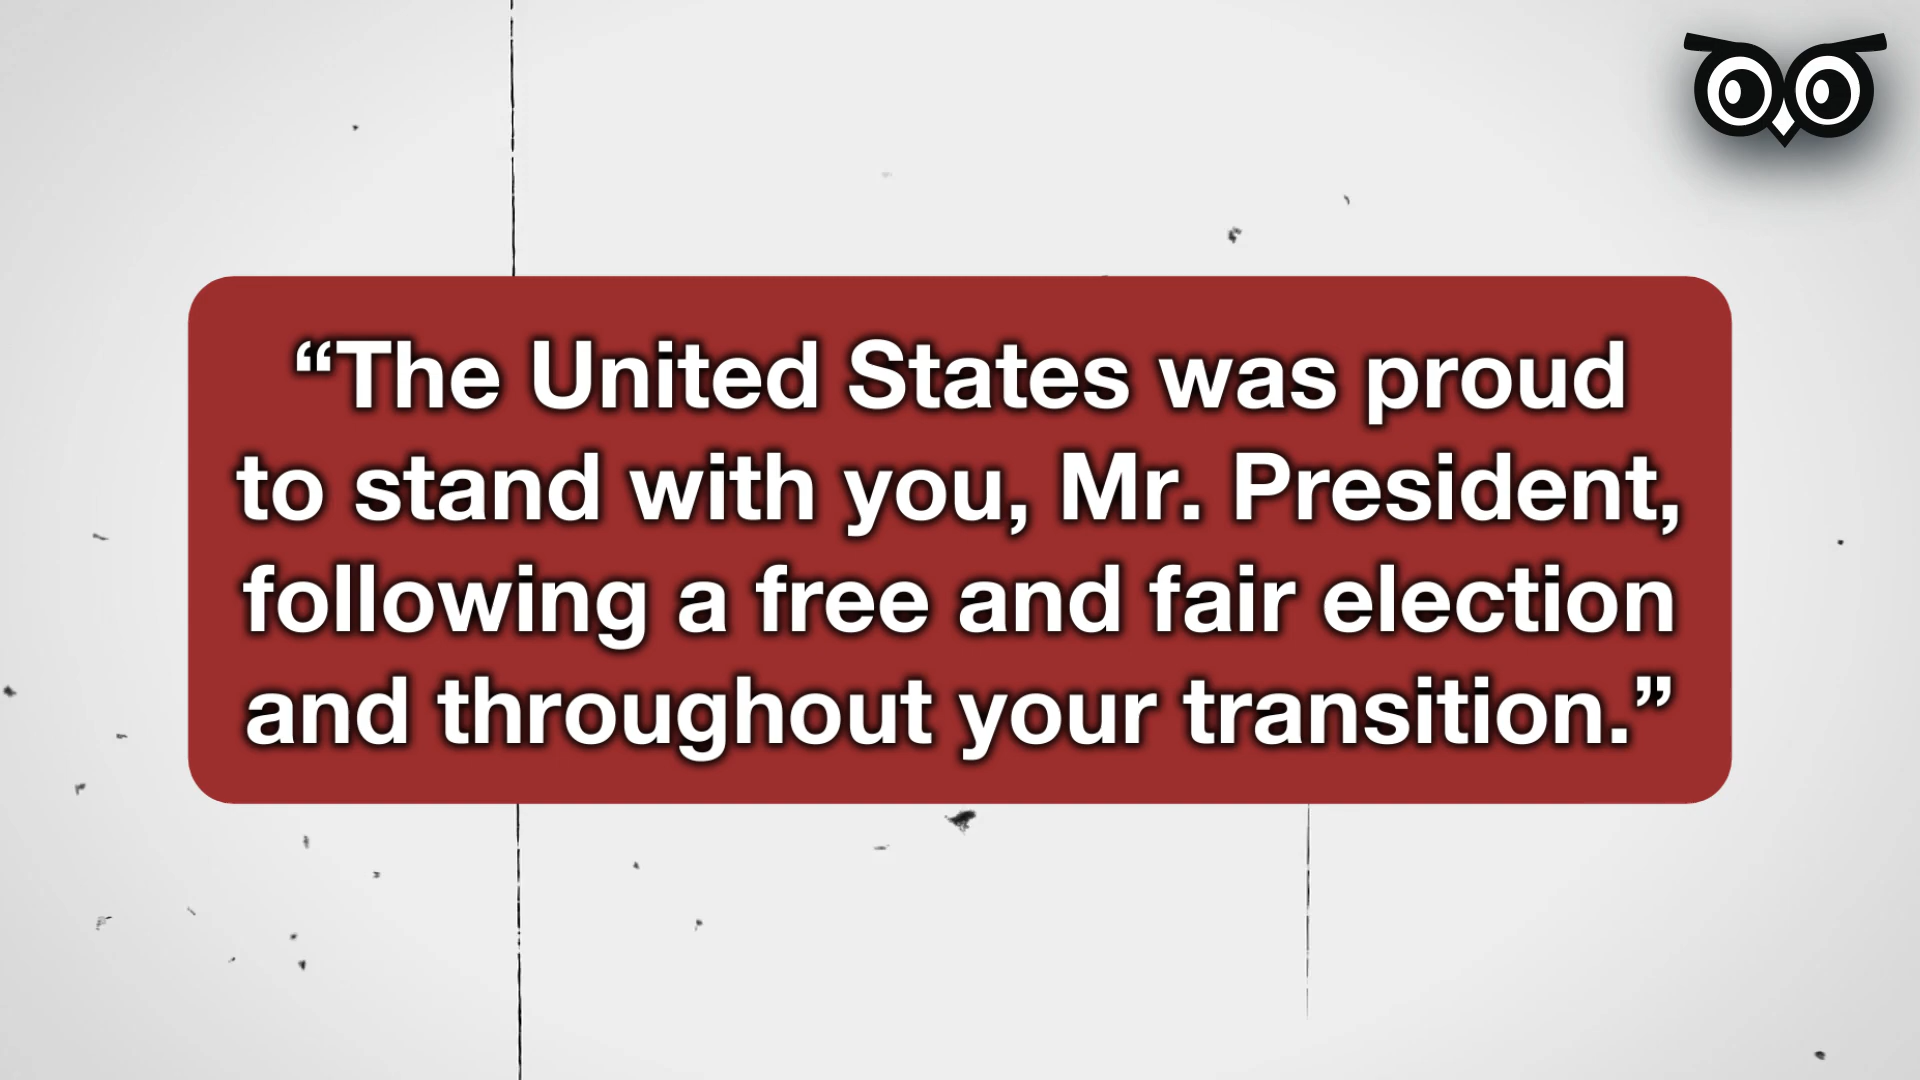 “The United States was proud
to stand with you, Mr. President,
following a free and fair election
and throughout your transition.”